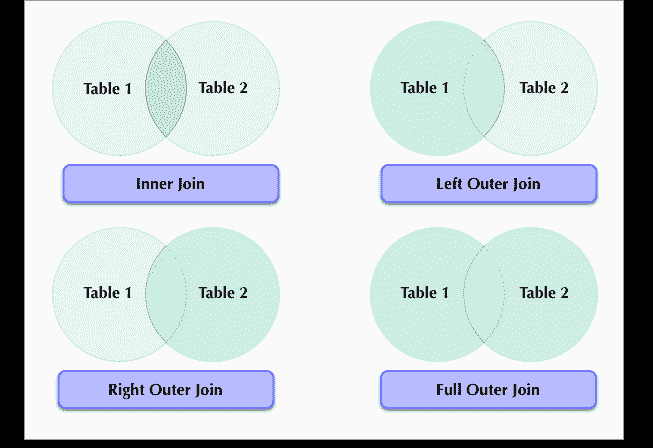 Table 1 Table 2
Inner Join
Table 1 Table 2
Left Outer Join
Table 1 Table 2
Right Outer Join
Table 1 Table 2
Full Outer Join